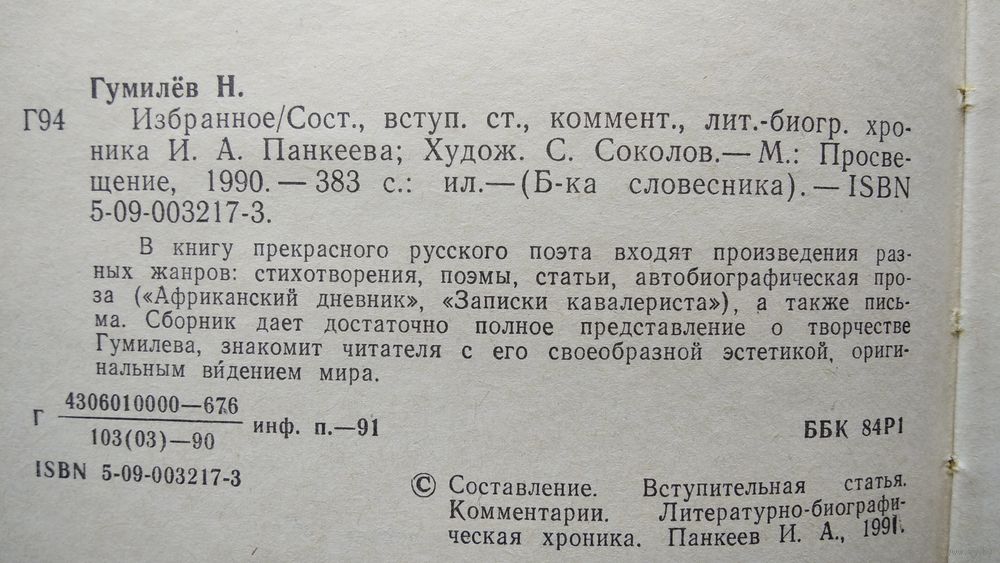 Гумилёв Н.
Г94 Избранное/Сост., вступ. ст., коммент., лит.-биогр. хро-
ника И. А. Панкеева; Худож. С. Соколов.— М.: Просве-
щение, 1990. — 383 с.: ил.— (Б-ка словесника). — ISBN
5-09-003217-3.
В книгу прекрасного русского поэта входят произведения раз-
ных жанров: стихотворения, поэмы, статьи, автобиографическая про-
за («Африканский дневник», «Записки кавалериста»), а также пись-
ма. Сборник дает достаточно полное представление о творчестве
Гумилева, знакомит читателя с его своеобразной эстетикой, ориги-
нальным ви́дением мира.
Г 4306010000—676
103(03)—90 инф. п.—91
ББК 84Р1
ISBN 5-09-003217-3
© Составление. Вступительная статья.
Комментарии. Литературно-биографи-
ческая хроника. Панкеев И. А., 1991.